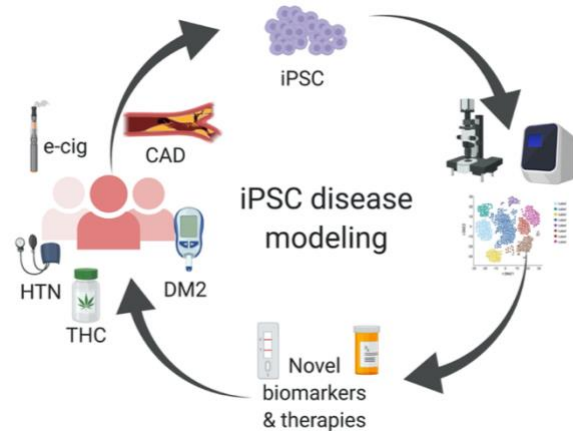 iPSC
e-cig
CAD
iPSC disease
modeling
HTN
THC
DM2
Novel
biomarkers
& therapies